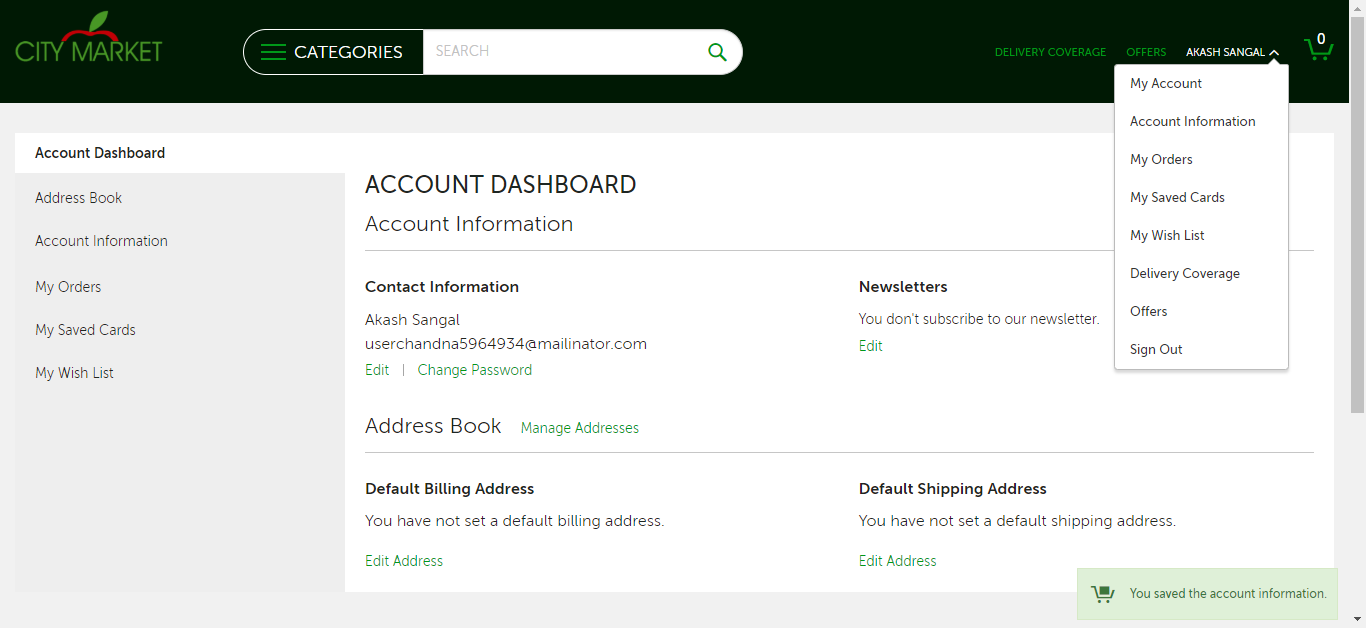 CITY MARKET
CATEGORIES
SEARCH
DELIVERY COVERAGE
OFFERS
AKASH SANGAL
0
My Account
Account Information
My Orders
My Saved Cards
My Wish List
Delivery Coverage
Offers
Sign Out
Account Dashboard
Address Book
Account Information
My Orders
My Saved Cards
My Wish List
ACCOUNT DASHBOARD
Account Information
Contact Information
Akash Sangal
userchandna5964934@mailinator.com
Edit | Change Password
Newsletters
You don't subscribe to our newsletter.
Edit
Address Book Manage Addresses
Default Billing Address
You have not set a default billing address.
Edit Address
Default Shipping Address
You have not set a default shipping address.
Edit Address
You saved the account information.